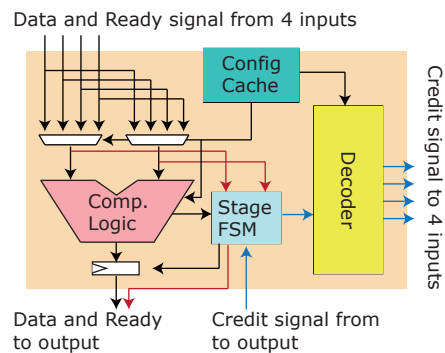 Data and Ready signal from 4 inputs
Config
Cache
Comp.
Logic
Stage
FSM
Decoder
Credit signal to 4 inputs
Data and Ready
to output
Credit signal from
to output